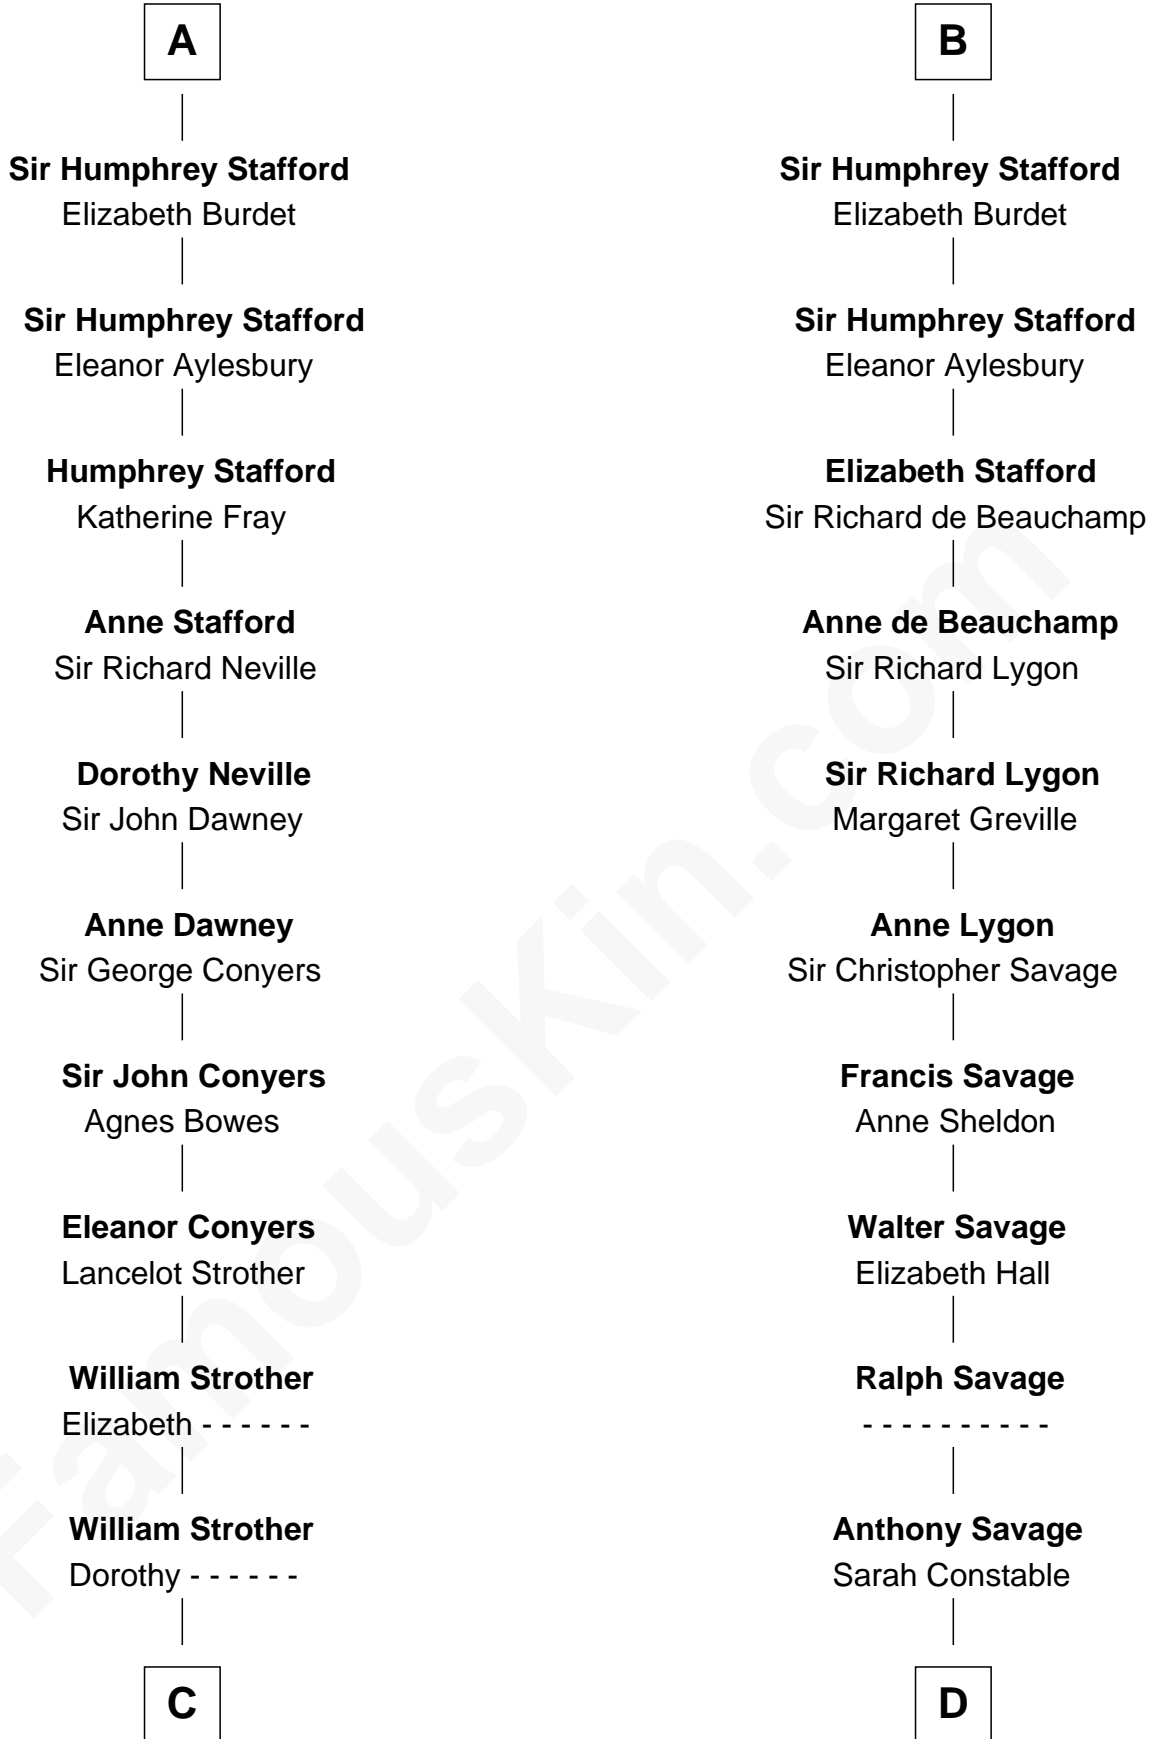 A
B
Sir Humphrey Stafford
Elizabeth Burdet
Sir Humphrey Stafford
Elizabeth Burdet
Sir Humphrey Stafford
Eleanor Aylesbury
Sir Humphrey Stafford
Eleanor Aylesbury
Humphrey Stafford
Katherine Fray
Elizabeth Stafford
Sir Richard de Beauchamp
Anne Stafford
Sir Richard Neville
Anne de Beauchamp
Sir Richard Lygon
Dorothy Neville
Sir John Dawney
Sir Richard Lygon
Margaret Greville
Anne Dawney
Sir George Conyers
Anne Lygon
Sir Christopher Savage
Sir John Conyers
Agnes Bowes
Francis Savage
Anne Sheldon
Eleanor Conyers
Lancelot Strother
Walter Savage
Elizabeth Hall
William Strother
Elizabeth - - - - - -
Ralph Savage
- - - - - - - - - -
William Strother
Dorothy - - - - - -
Anthony Savage
Sarah Constable
C
D
FamousKin.com